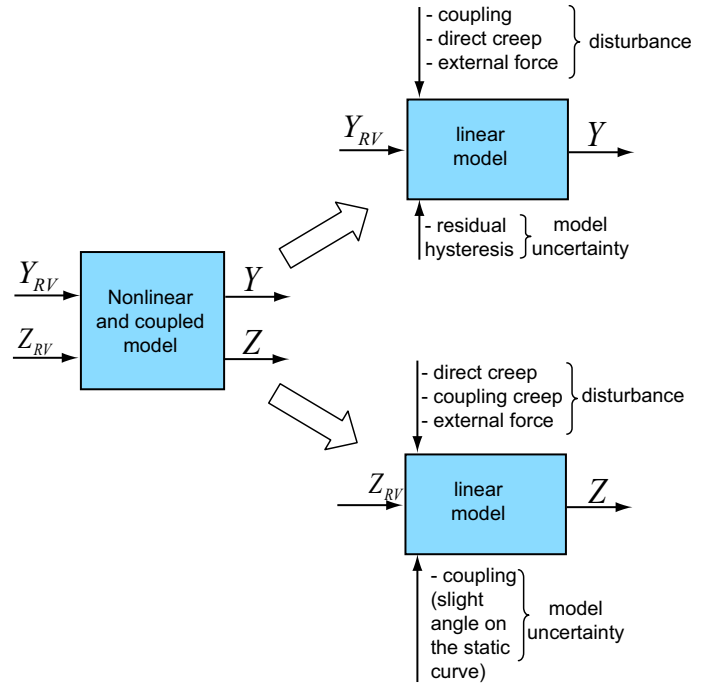 - coupling
- direct creep
- external force
disturbance
Y_RV
linear
model
Y
- residual
hysteresis
model
uncertainty
Y_RV
Z_RV
Nonlinear
and coupled
model
Y
Z
- direct creep
- coupling creep
- external force
disturbance
Z_RV
linear
model
Z
- coupling
(slight
angle on
the static
curve)
model
uncertainty